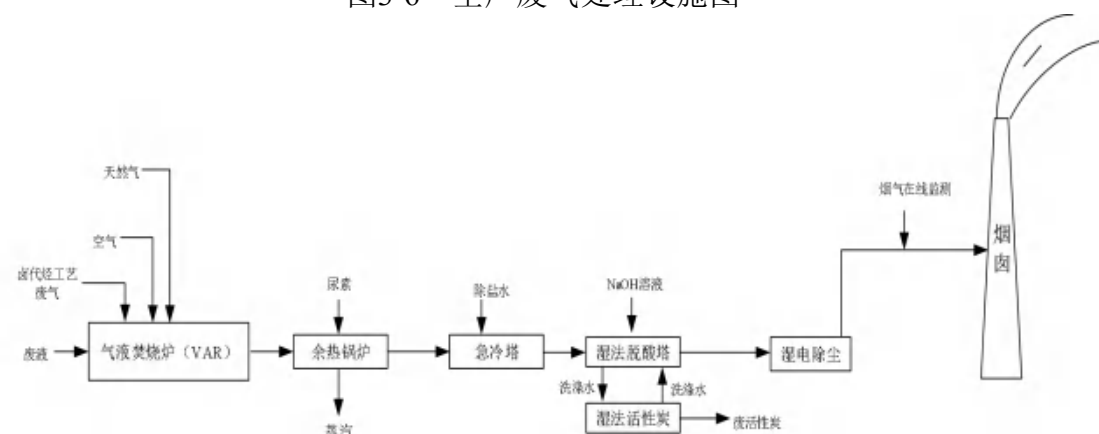 图3-6 生产废气处理设施图
天然气
空气
卤代烃工艺
废气
废液
气液焚烧炉（VAR）
尿素
余热锅炉
蒸汽
除盐水
急冷塔
NaOH溶液
湿法脱酸塔
洗涤水
洗涤水
湿法活性炭
废活性炭
湿电除尘
烟气在线监测
烟
囱